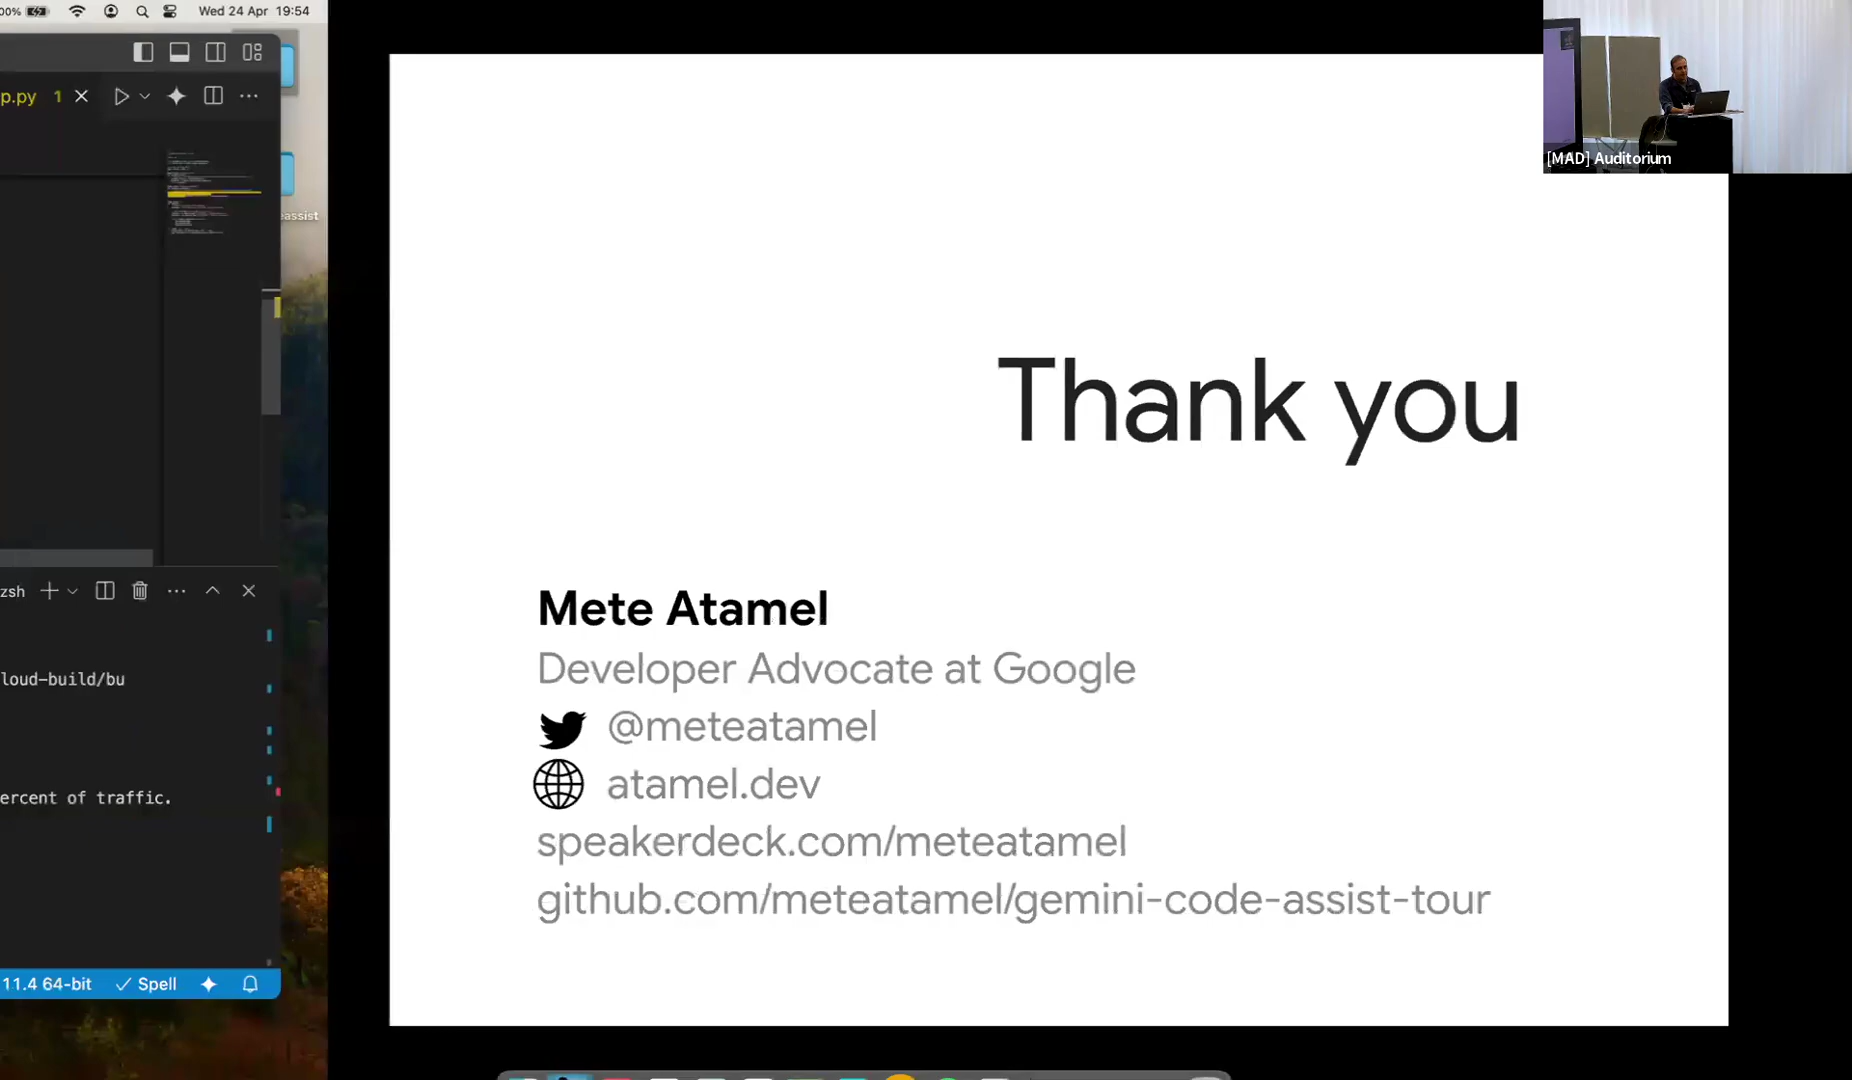 00% Wed 24 Apr 19:54
p.py 1
eassist
zsh
loud-build/bu
ercent of traffic.
11.4 64-bit Spell
[MAD] Auditorium
Thank you
Mete Atamel
Developer Advocate at Google
@meteatamel
atamel.dev
speakerdeck.com/meteatamel
github.com/meteatamel/gemini-code-assist-tour